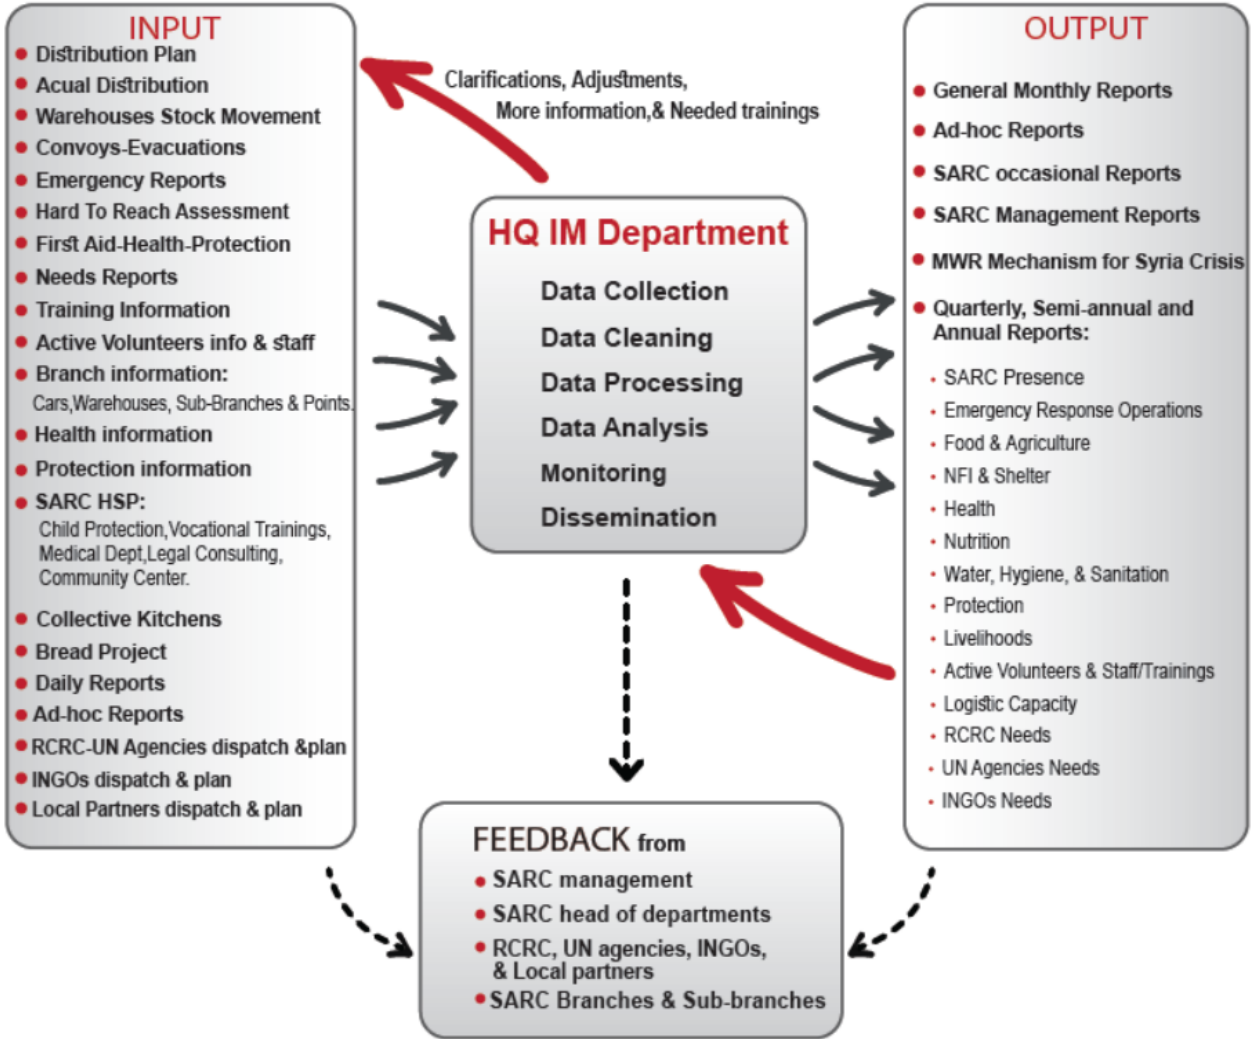 INPUT
Distribution Plan
Acual Distribution
Warehouses Stock Movement
Convoys-Evacuations
Emergency Reports
Hard To Reach Assessment
First Aid-Health-Protection
Needs Reports
Training Information
Active Volunteers info & staff
Branch information:
Cars,Warehouses, Sub-Branches & Points.
Health information
Protection information
SARC HSP:
Child Protection,Vocational Trainings,
Medical Dept,Legal Consulting,
Community Center.
Collective Kitchens
Bread Project
Daily Reports
Ad-hoc Reports
RCRC-UN Agencies dispatch &plan
INGOs dispatch & plan
Local Partners dispatch & plan
Clarifications, Adjustments,
More information,& Needed trainings
HQ IM Department
Data Collection
Data Cleaning
Data Processing
Data Analysis
Monitoring
Dissemination
OUTPUT
General Monthly Reports
Ad-hoc Reports
SARC occasional Reports
SARC Management Reports
MWR Mechanism for Syria Crisis
Quarterly, Semi-annual and
Annual Reports:
SARC Presence
Emergency Response Operations
Food & Agriculture
NFI & Shelter
Health
Nutrition
Water, Hygiene, & Sanitation
Protection
Livelihoods
Active Volunteers & Staff/Trainings
Logistic Capacity
RCRC Needs
UN Agencies Needs
INGOs Needs
FEEDBACK from
SARC management
SARC head of departments
RCRC, UN agencies, INGOs,
& Local partners
SARC Branches & Sub-branches